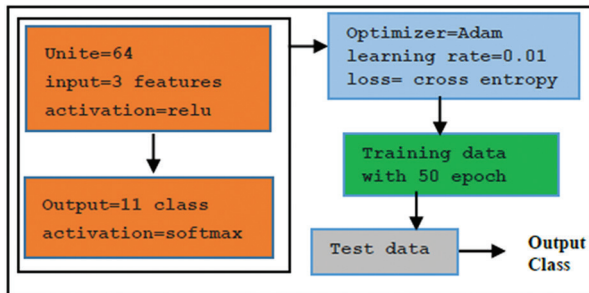 Unite=64
input=3 features
activation=relu
Output=11 class
activation=softmax
Optimizer=Adam
learning rate=0.01
loss= cross entropy
Training data
with 50 epoch
Test data
Output
Class